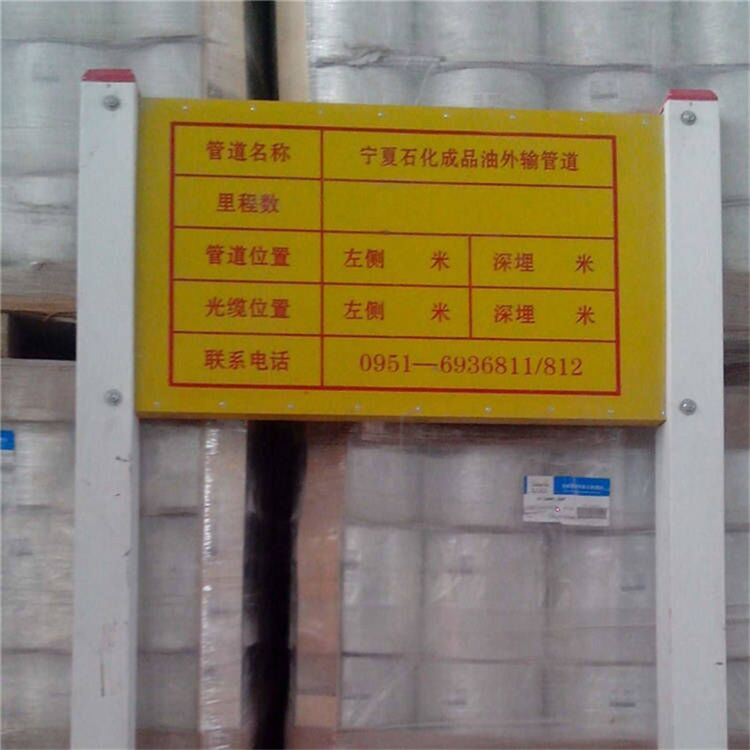 管道名称 宁夏石化成品油外输管道
里程数
管道位置 左侧 米 深埋 米
光缆位置 左侧 米 深埋 米
联系电话 0951—6936811/812